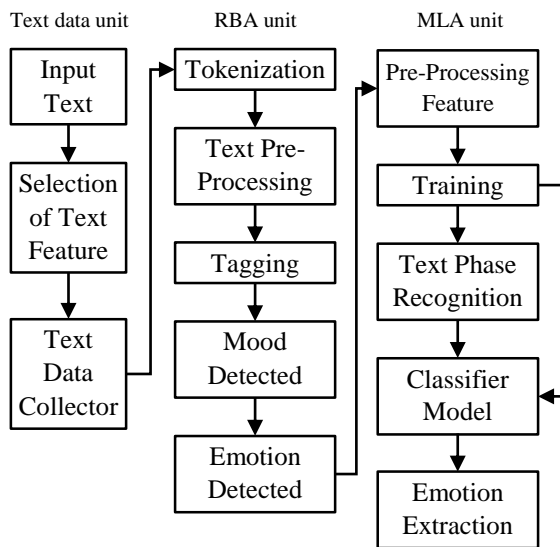 Text data unit
Input
Text
Selection
of Text
Feature
Text
Data
Collector
RBA unit
Tokenization
Text Pre-
Processing
Tagging
Mood
Detected
Emotion
Detected
MLA unit
Pre-Processing
Feature
Training
Text Phase
Recognition
Classifier
Model
Emotion
Extraction